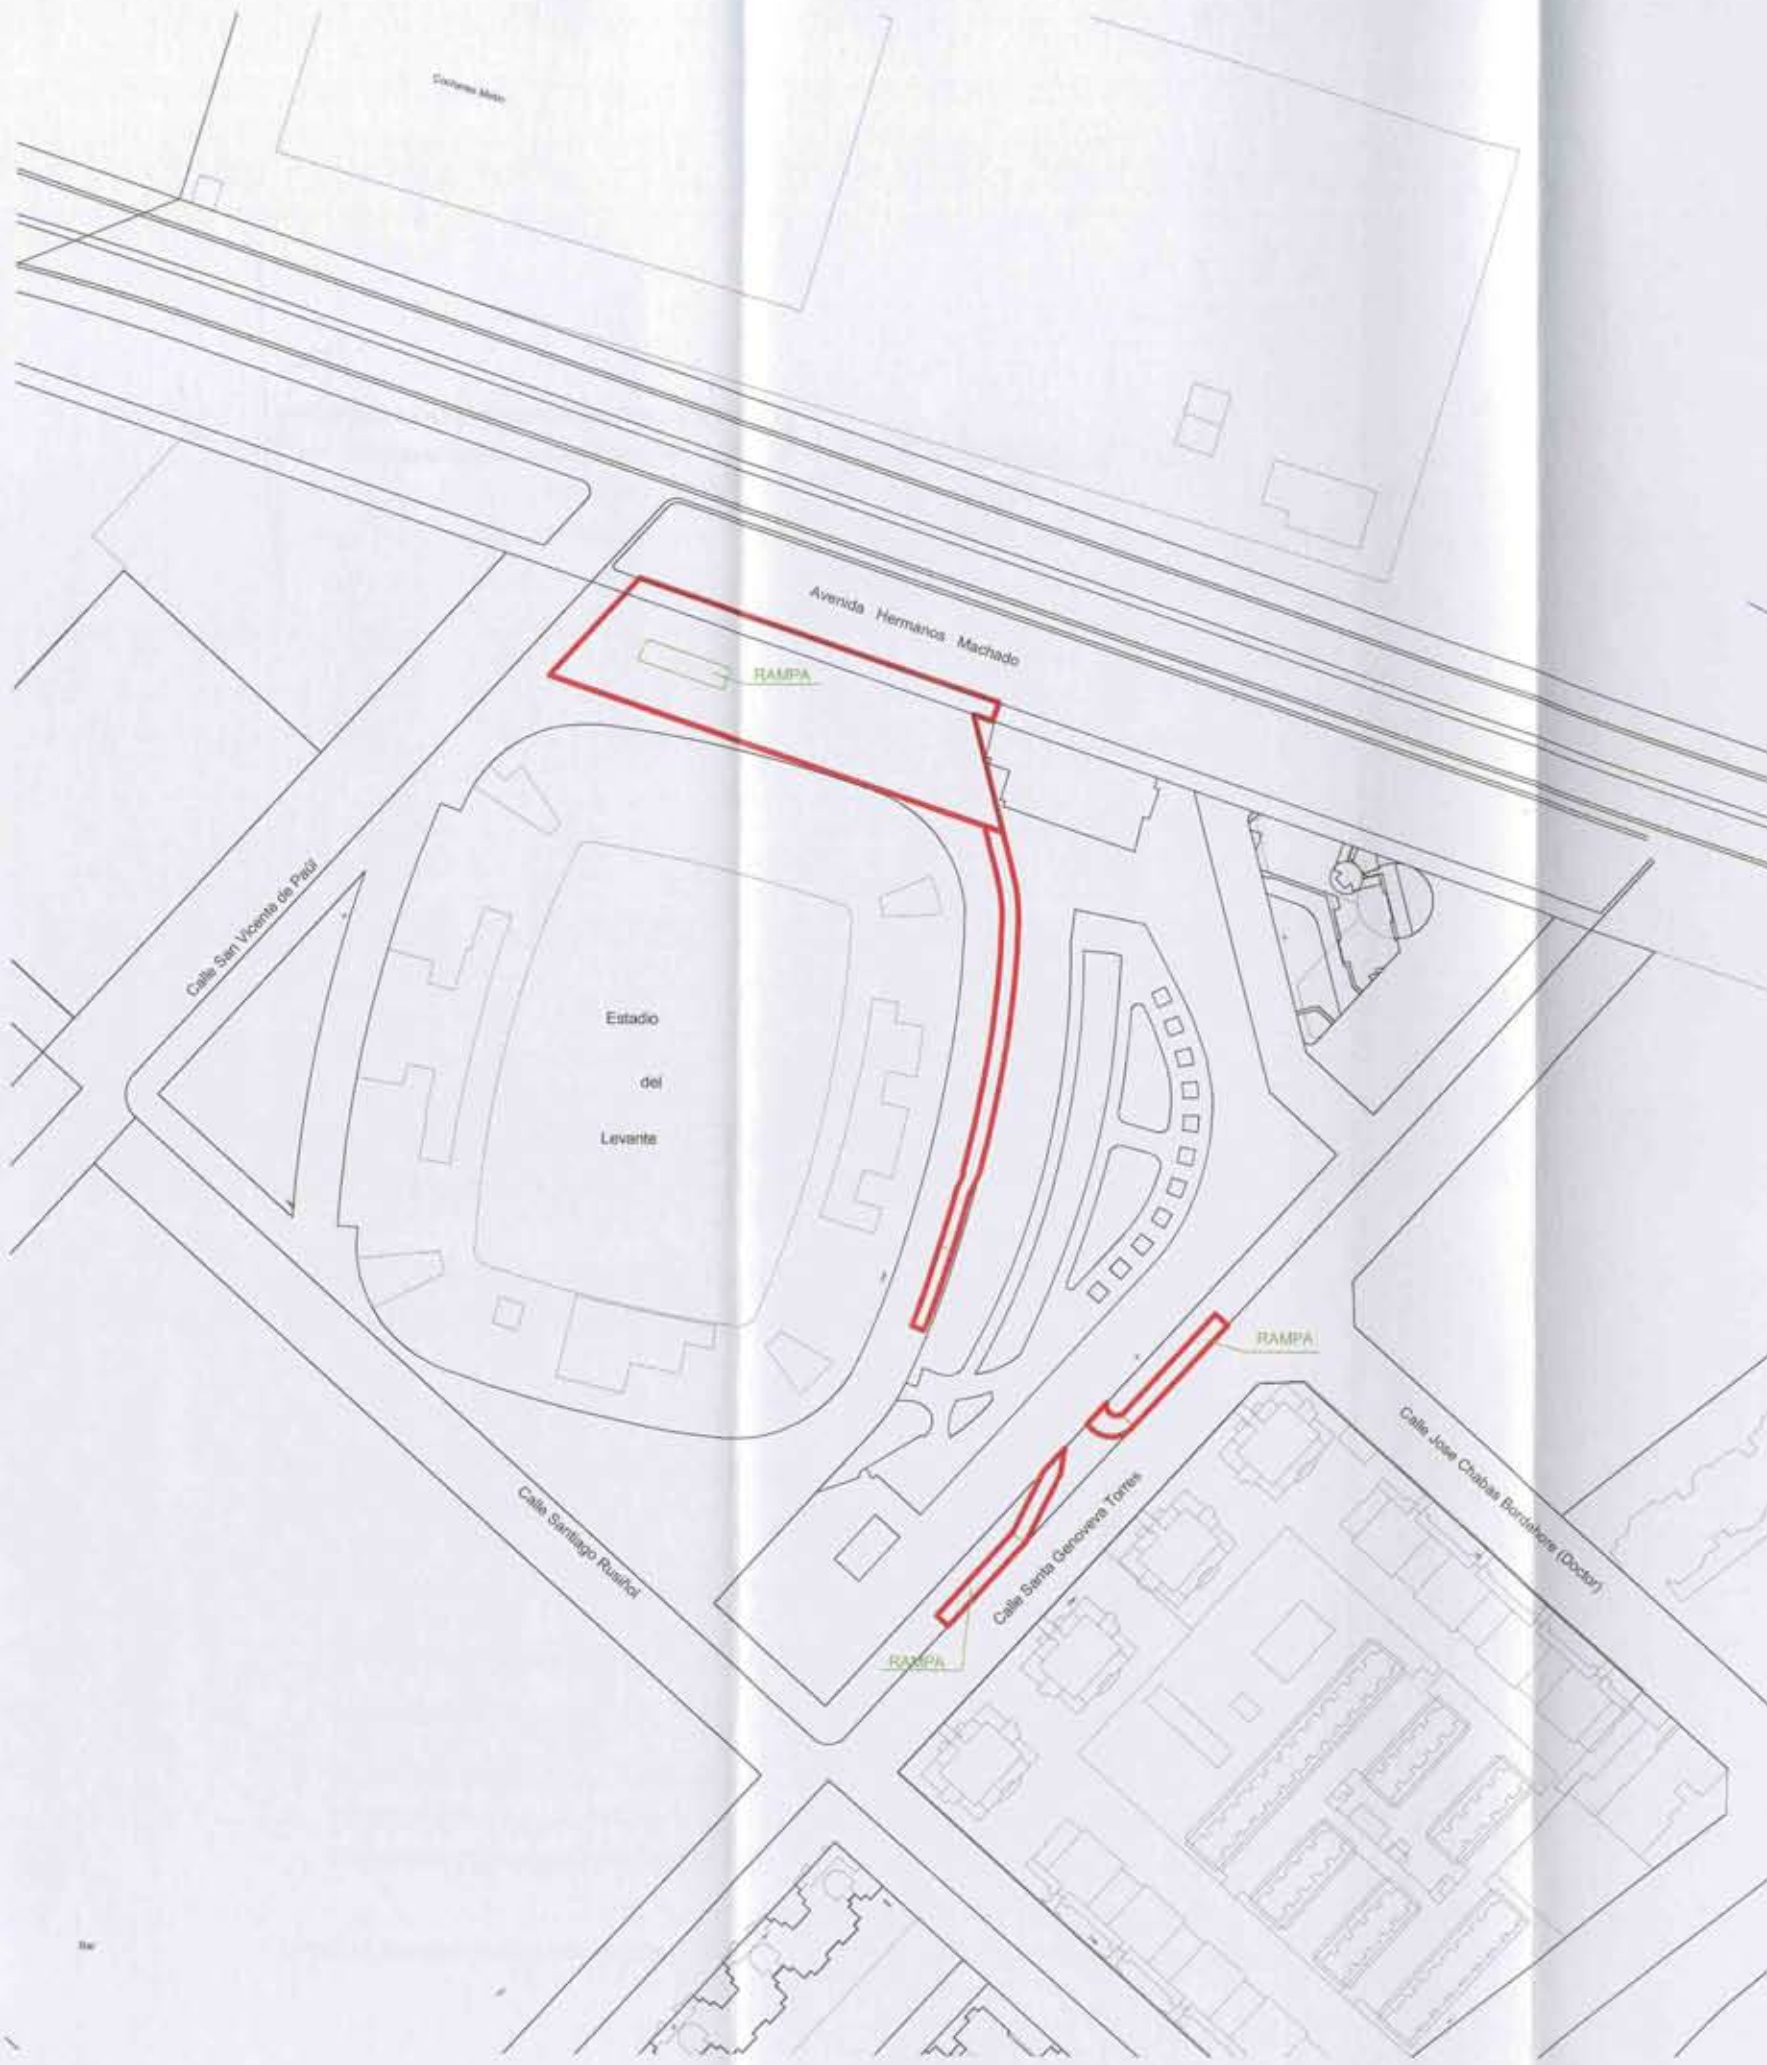 Avenida Hermanos Machado
RAMPA
Calle San Vicente de Paúl
Estadio
del
Levante
RAMPA
Calle Jose Chabas Bordehore (Doctor)
Calle Santa Genoveva Torres
Calle Santiago Rusiñol
RAMPA